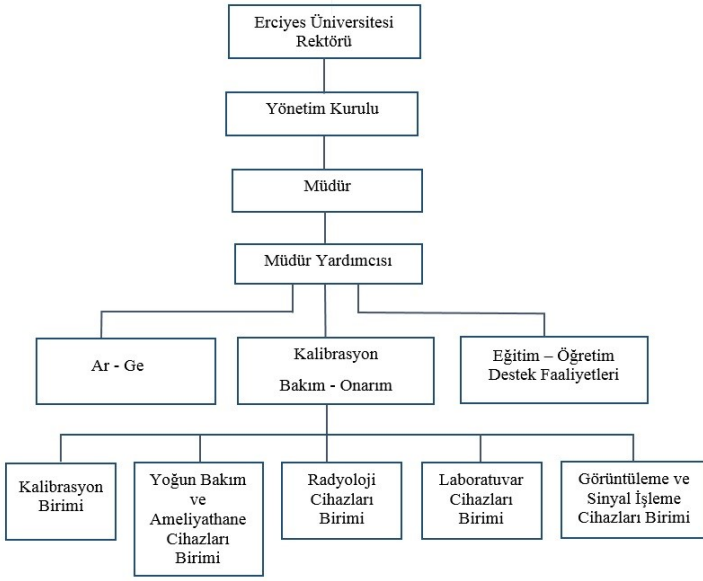 Erciyes Üniversitesi
Rektörü
Yönetim Kurulu
Müdür
Müdür Yardımcısı
Ar - Ge
Kalibrasyon
Bakım - Onarım
Eğitim – Öğretim
Destek Faaliyetleri
Kalibrasyon
Birimi
Yoğun Bakım
ve
Ameliyathane
Cihazları
Birimi
Radyoloji
Cihazları
Birimi
Laboratuvar
Cihazları
Birimi
Görüntüleme ve
Sinyal İşleme
Cihazları Birimi